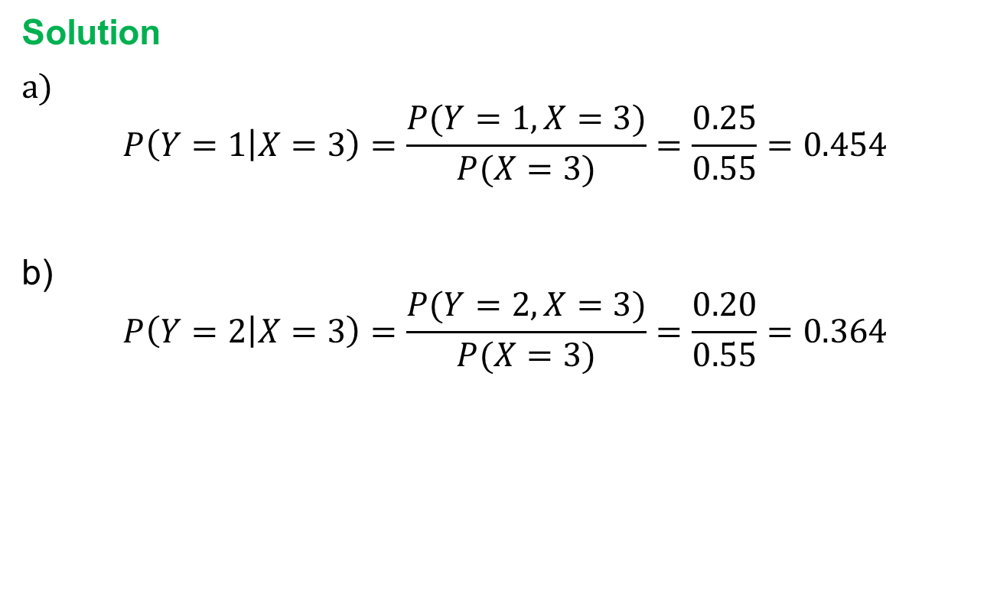 Solution
a)
P(Y = 1|X = 3) = P(Y = 1, X = 3) / P(X = 3) = 0.25 / 0.55 = 0.454
b)
P(Y = 2|X = 3) = P(Y = 2, X = 3) / P(X = 3) = 0.20 / 0.55 = 0.364